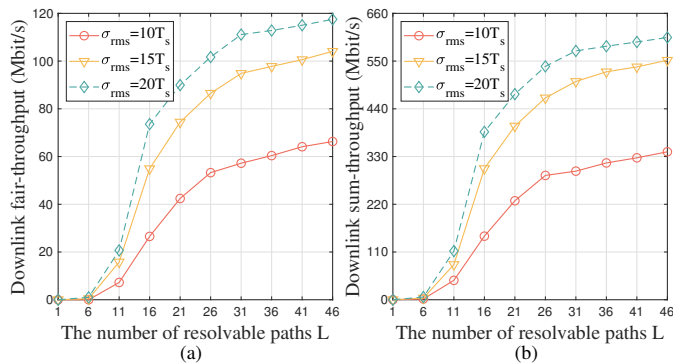 120
100
80
60
40
20
0
Downlink fair-throughput (Mbit/s)
σrms=10Ts
σrms=15Ts
σrms=20Ts
1 6 11 16 21 26 31 36 41 46
The number of resolvable paths L
(a)
660
550
440
330
220
110
0
Downlink sum-throughput (Mbit/s)
σrms=10Ts
σrms=15Ts
σrms=20Ts
1 6 11 16 21 26 31 36 41 46
The number of resolvable paths L
(b)